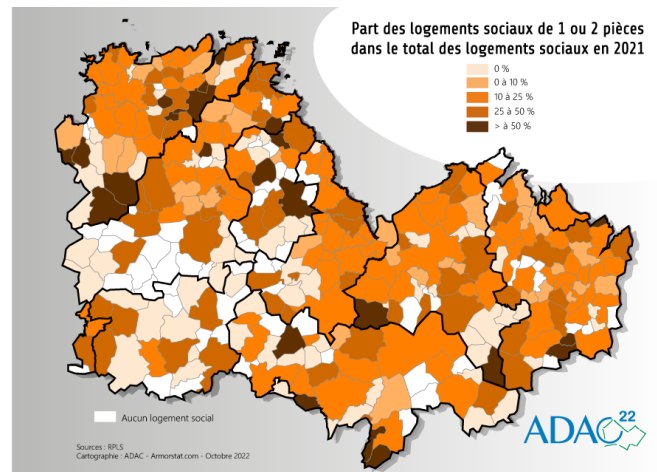 Part des logements sociaux de 1 ou 2 pièces
dans le total des logements sociaux en 2021
0 %
0 à 10 %
10 à 25 %
25 à 50 %
> à 50 %
Aucun logement social
Sources : RPLS
Cartographie : ADAC - Armorstat.com - Octobre 2022
ADAC 22